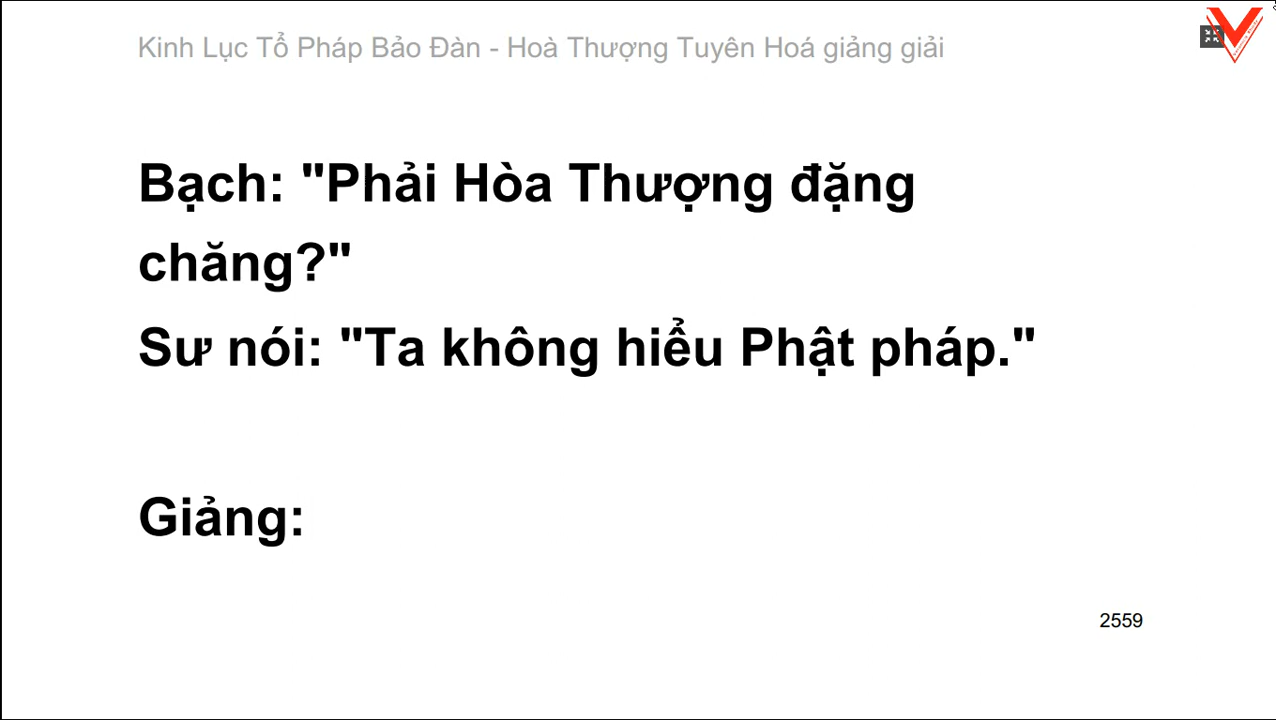 Kinh Lục Tổ Pháp Bảo Đàn - Hoà Thượng Tuyên Hoá giảng giải
Bạch: "Phải Hòa Thượng đặng
chăng?"
Sư nói: "Ta không hiểu Phật pháp."
Giảng:
2559